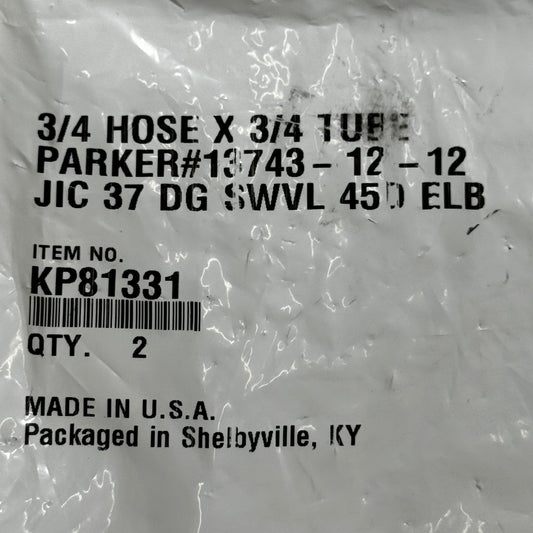 3/4 HOSE X 3/4 TUBE
PARKER#13743-12-12
JIC 37 DG SWVL 45D ELB
ITEM NO.
KP81331
QTY. 2
MADE IN U.S.A.
Packaged in Shelbyville, KY